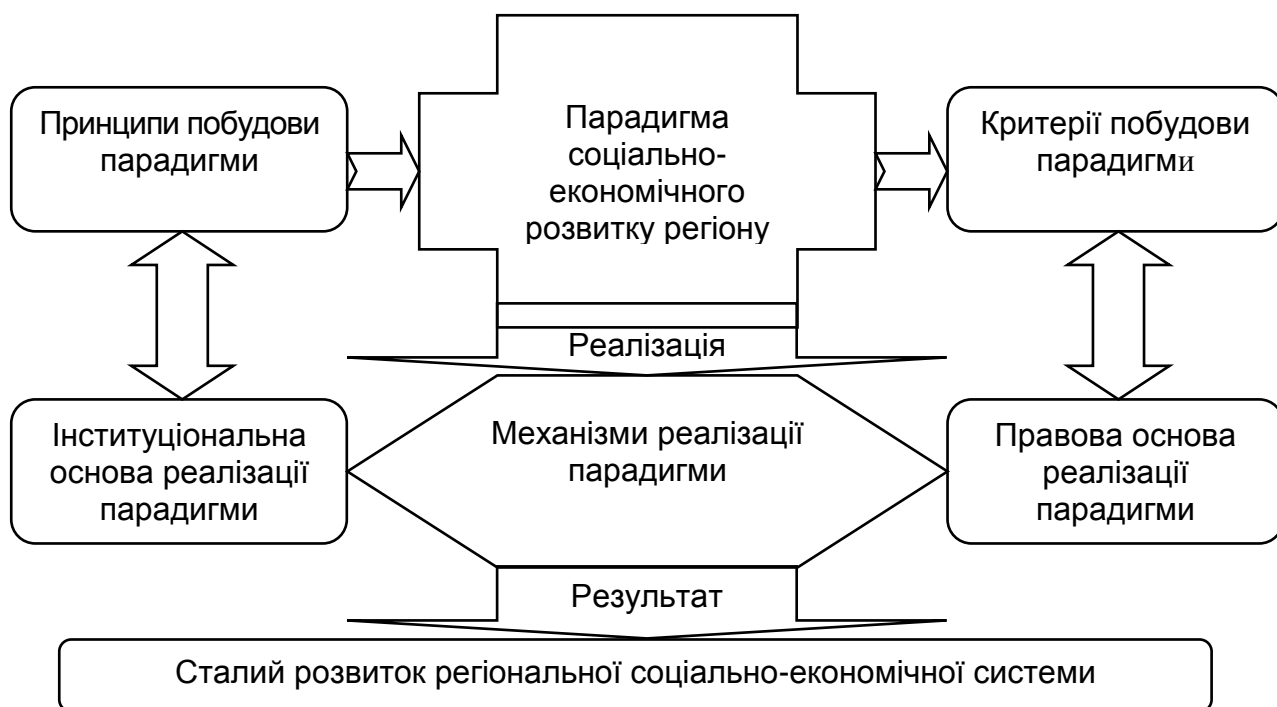 Принципи побудови
парадигми
Парадигма
соціально-
економічного
розвитку регіону
Критерії побудови
парадигми
Реалізація
Інституціональна
основа реалізації
парадигми
Механізми реалізації
парадигми
Правова основа
реалізації
парадигми
Результат
Сталий розвиток регіональної соціально-економічної системи